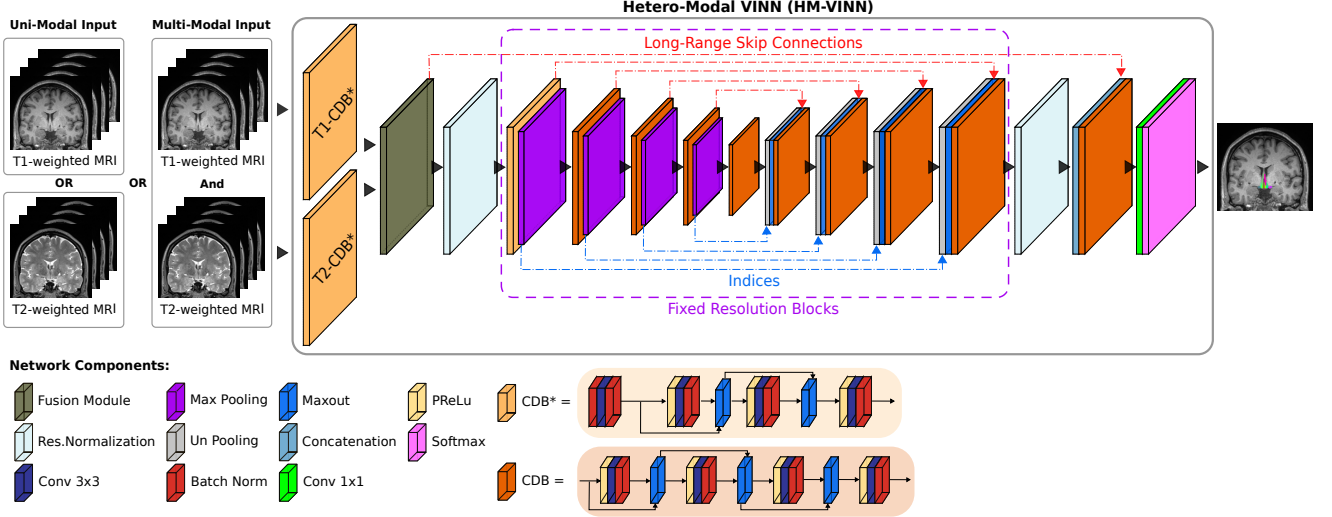 Hetero-Modal VINN (HM-VINN)
Uni-Modal Input
Multi-Modal Input
T1-weighted MRI
OR
T2-weighted MRI
OR
T1-weighted MRI
And
T2-weighted MRI
T1-CDB*
T2-CDB*
Long-Range Skip Connections
Indices
Fixed Resolution Blocks
Network Components:
Fusion Module
Max Pooling
Maxout
PReLu
CDB* =
Res.Normalization
Un Pooling
Concatenation
Softmax
Conv 3x3
Batch Norm
Conv 1x1
CDB =